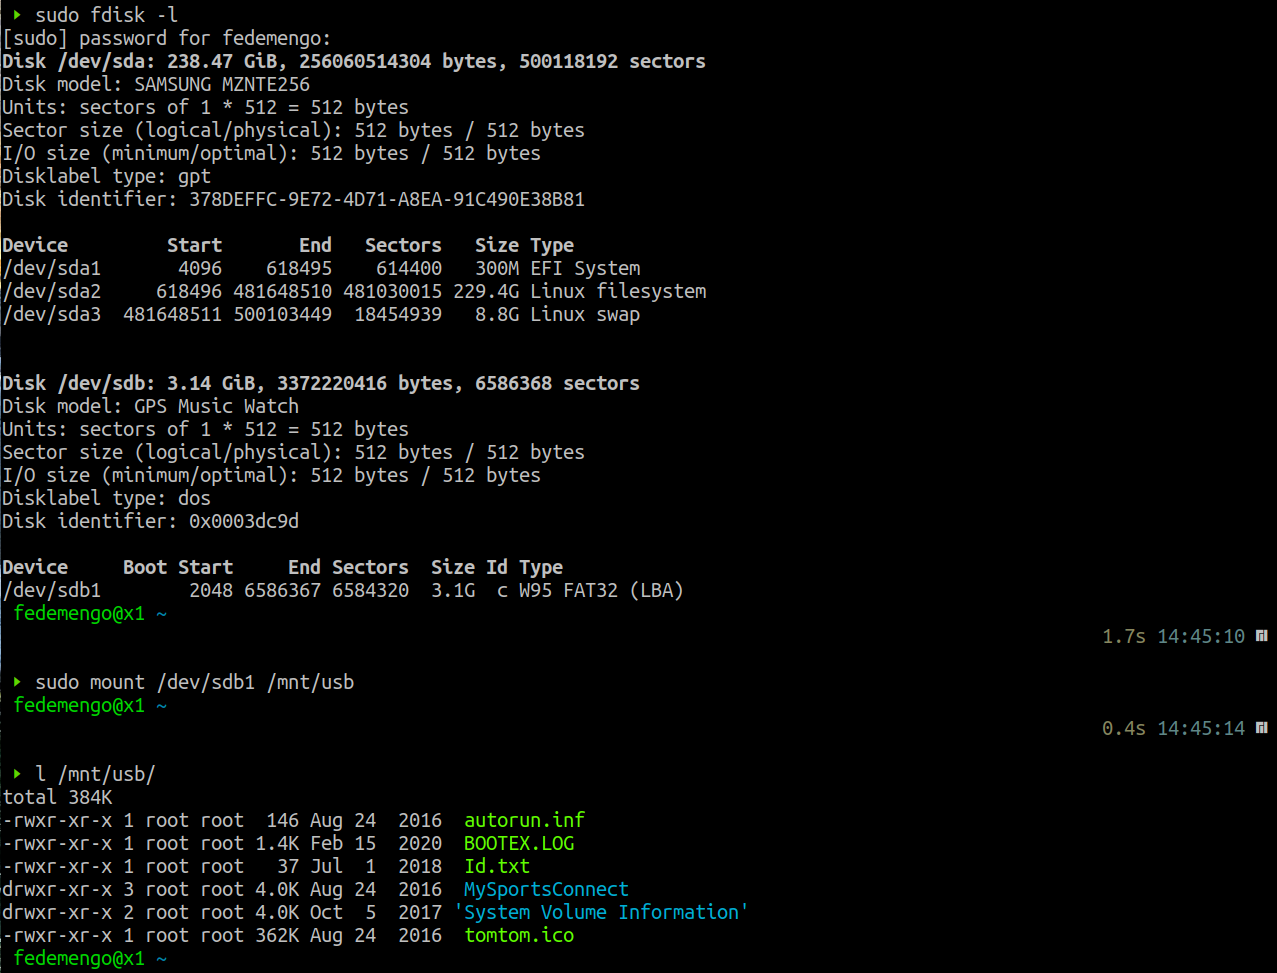 sudo fdisk -l
[sudo] password for fedemengo:
Disk /dev/sda: 238.47 GiB, 256060514304 bytes, 500118192 sectors
Disk model: SAMSUNG MZNTE256
Units: sectors of 1 * 512 = 512 bytes
Sector size (logical/physical): 512 bytes / 512 bytes
I/O size (minimum/optimal): 512 bytes / 512 bytes
Disklabel type: gpt
Disk identifier: 378DEFFC-9E72-4D71-A8EA-91C490E38B81
Device Start End Sectors Size Type
/dev/sda1 4096 618495 614400 300M EFI System
/dev/sda2 618496 481648510 481030015 229.4G Linux filesystem
/dev/sda3 481648511 500103449 18454939 8.8G Linux swap
Disk /dev/sdb: 3.14 GiB, 3372220416 bytes, 6586368 sectors
Disk model: GPS Music Watch
Units: sectors of 1 * 512 = 512 bytes
Sector size (logical/physical): 512 bytes / 512 bytes
I/O size (minimum/optimal): 512 bytes / 512 bytes
Disklabel type: dos
Disk identifier: 0x0003dc9d
Device Boot Start End Sectors Size Id Type
/dev/sdb1 2048 6586367 6584320 3.1G c W95 FAT32 (LBA)
fedemengo@x1 ~
1.7s 14:45:10
sudo mount /dev/sdb1 /mnt/usb
fedemengo@x1 ~
0.4s 14:45:14
l /mnt/usb/
total 384K
-rwxr-xr-x 1 root root 146 Aug 24 2016 autorun.inf
-rwxr-xr-x 1 root root 1.4K Feb 15 2020 BOOTEX.LOG
-rwxr-xr-x 1 root root 37 Jul 1 2018 Id.txt
drwxr-xr-x 3 root root 4.0K Aug 24 2016 MySportsConnect
drwxr-xr-x 2 root root 4.0K Oct 5 2017 'System Volume Information'
-rwxr-xr-x 1 root root 362K Aug 24 2016 tomtom.ico
fedemengo@x1 ~